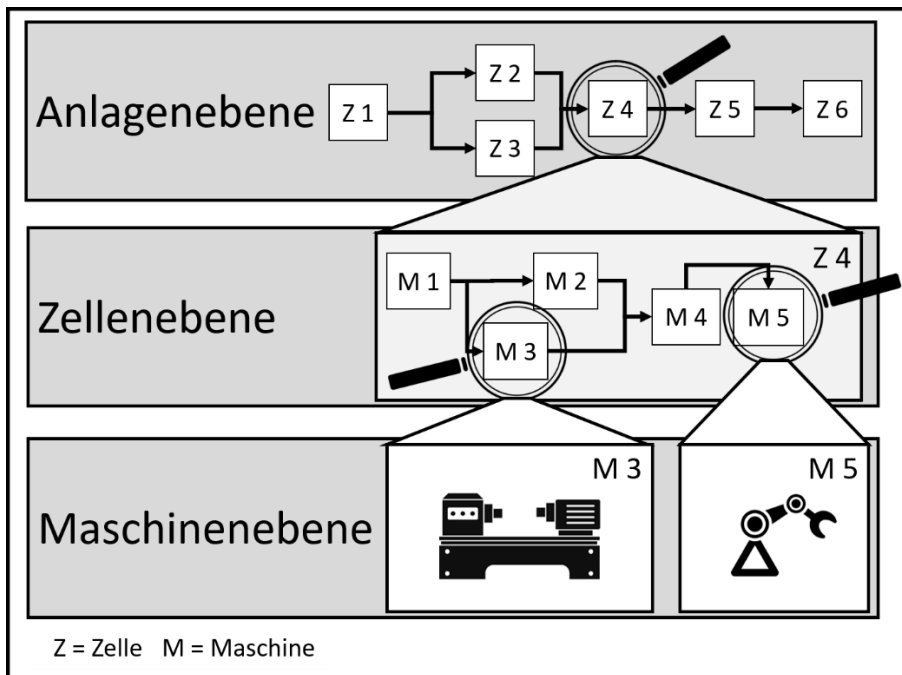 Anlagenebene
Z 1
Z 2
Z 3
Z 4
Z 5
Z 6
Zellenebene
Z 4
M 1
M 2
M 3
M 4
M 5
Maschinenebene
M 3
M 5
Z = Zelle M = Maschine